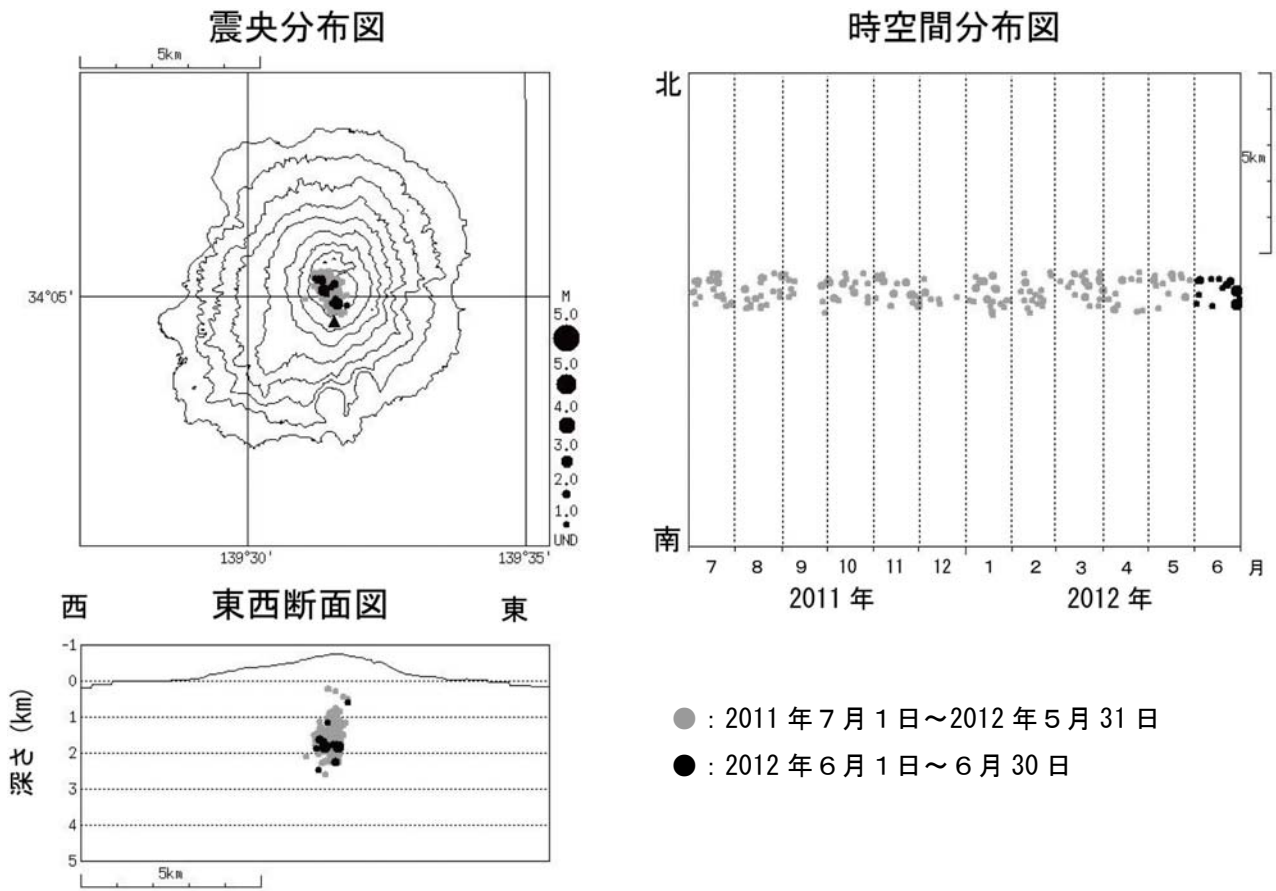 震央分布図
5km
34°05'
139°30'
139°35'
M
5.0
5.0
4.0
3.0
2.0
1.0
UND
時空間分布図
北
南
5km
7 8 9 10 11 12 1 2 3 4 5 6 月
2011 年 2012 年
西 東西断面図 東
深さ (km)
-1
0
1
2
3
4
5
5km
：2011 年７月１日～2012 年５月 31 日
：2012 年６月１日～６月 30 日